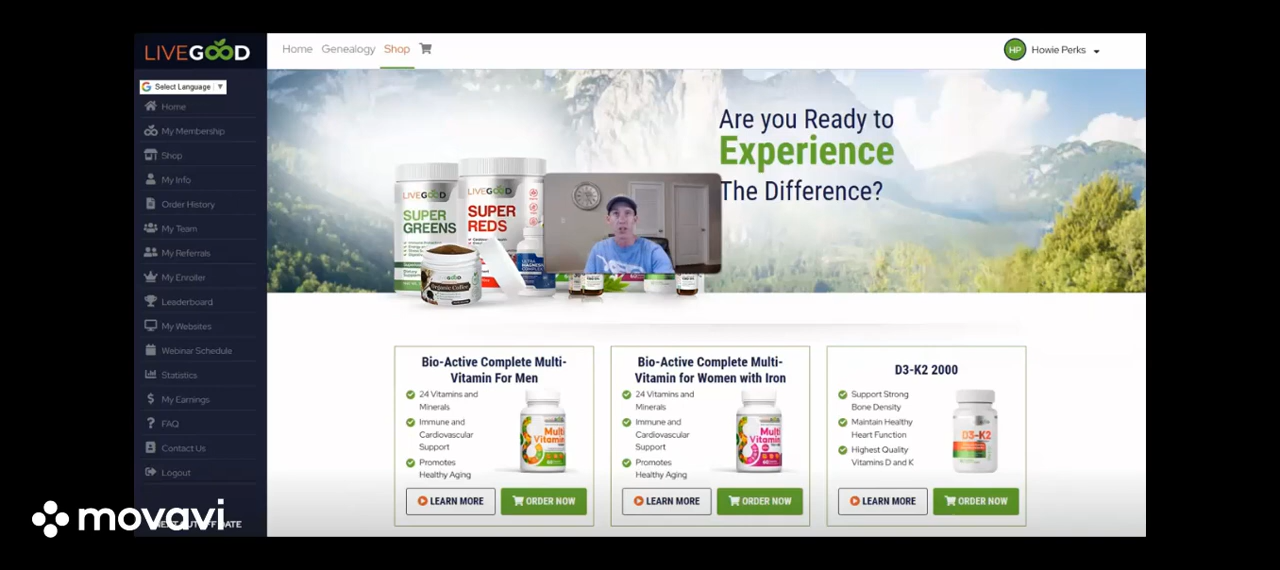 LIVEGOOD
Home Genealogy Shop
HP Howie Perks
Select Language
Home
My Membership
Shop
My Info
Order History
My Team
My Referrals
My Enroller
Leaderboard
My Websites
Webinar Schedule
Statistics
My Earnings
FAQ
Contact Us
Logout
Are you Ready to
Experience
The Difference?
LIVEGOOD
SUPER
GREENS
LIVEGOOD
SUPER
REDS
Organic Coffee
Bio-Active Complete Multi-
Vitamin For Men
24 Vitamins and
Minerals
Immune and
Cardiovascular
Support
Promotes
Healthy Aging
Multi
Vitamin
LEARN MORE
ORDER NOW
Bio-Active Complete Multi-
Vitamin for Women with Iron
24 Vitamins and
Minerals
Immune and
Cardiovascular
Support
Promotes
Healthy Aging
Multi
Vitamin
LEARN MORE
ORDER NOW
D3-K2 2000
Support Strong
Bone Density
Maintain Healthy
Heart Function
Highest Quality
Vitamins D and K
D3-K2
LEARN MORE
ORDER NOW
movavi